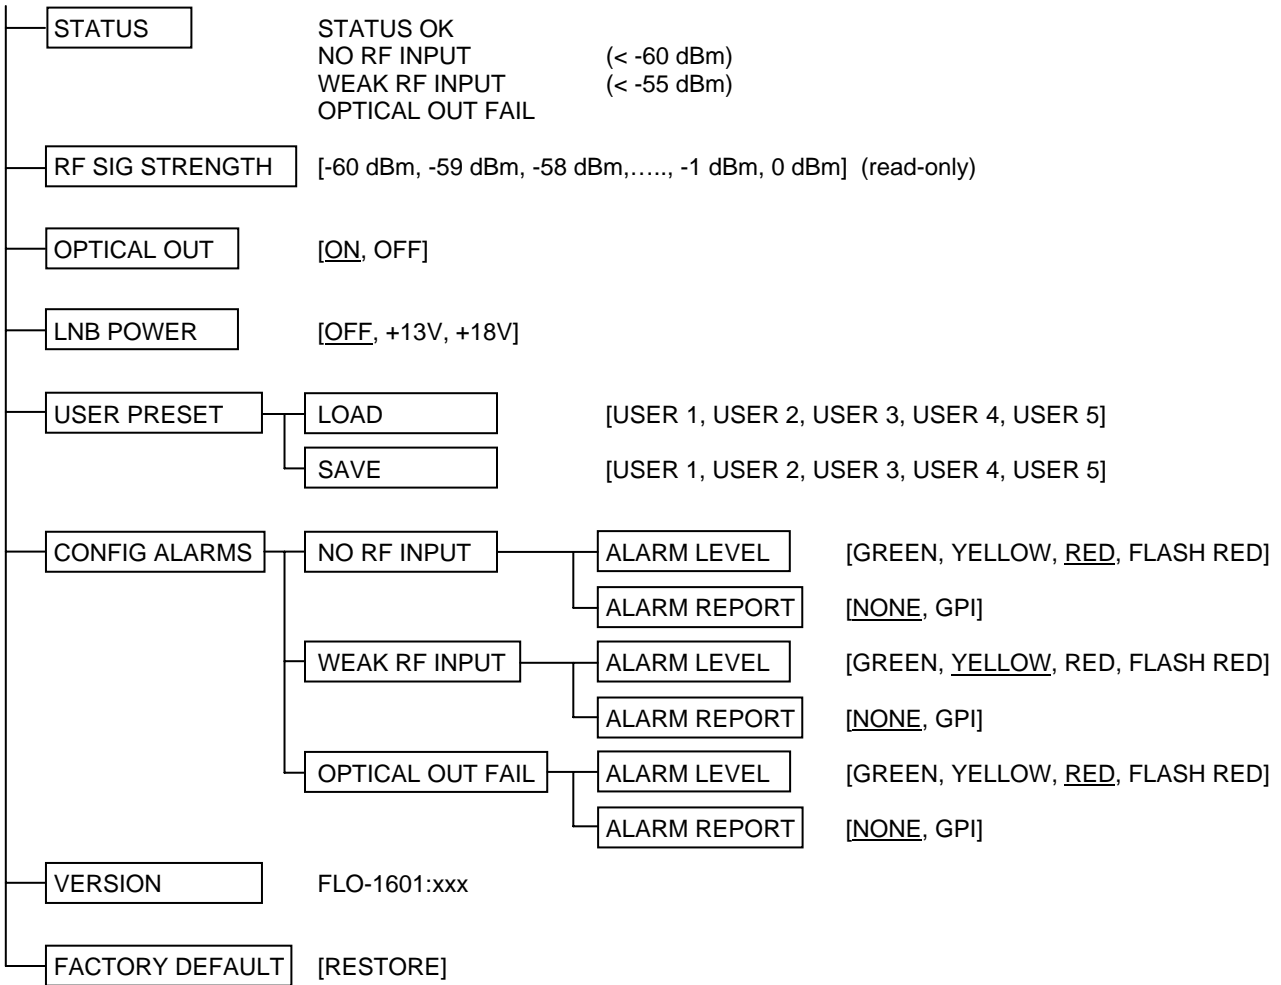 STATUS STATUS OK
NO RF INPUT (< -60 dBm)
WEAK RF INPUT (< -55 dBm)
OPTICAL OUT FAIL
RF SIG STRENGTH [-60 dBm, -59 dBm, -58 dBm,….., -1 dBm, 0 dBm] (read-only)
OPTICAL OUT [ON, OFF]
LNB POWER [OFF, +13V, +18V]
USER PRESET LOAD [USER 1, USER 2, USER 3, USER 4, USER 5]
SAVE [USER 1, USER 2, USER 3, USER 4, USER 5]
CONFIG ALARMS NO RF INPUT ALARM LEVEL [GREEN, YELLOW, RED, FLASH RED]
ALARM REPORT [NONE, GPI]
WEAK RF INPUT ALARM LEVEL [GREEN, YELLOW, RED, FLASH RED]
ALARM REPORT [NONE, GPI]
OPTICAL OUT FAIL ALARM LEVEL [GREEN, YELLOW, RED, FLASH RED]
ALARM REPORT [NONE, GPI]
VERSION FLO-1601:xxx
FACTORY DEFAULT [RESTORE]